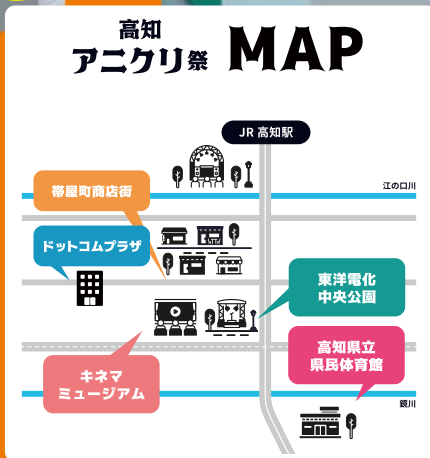 高知
アニクリ祭 MAP
JR 高知駅
江の口川
帯屋町商店街
ドットコムプラザ
東洋電化
中央公園
高知県立
県民体育館
キネマ
ミュージアム
鏡川